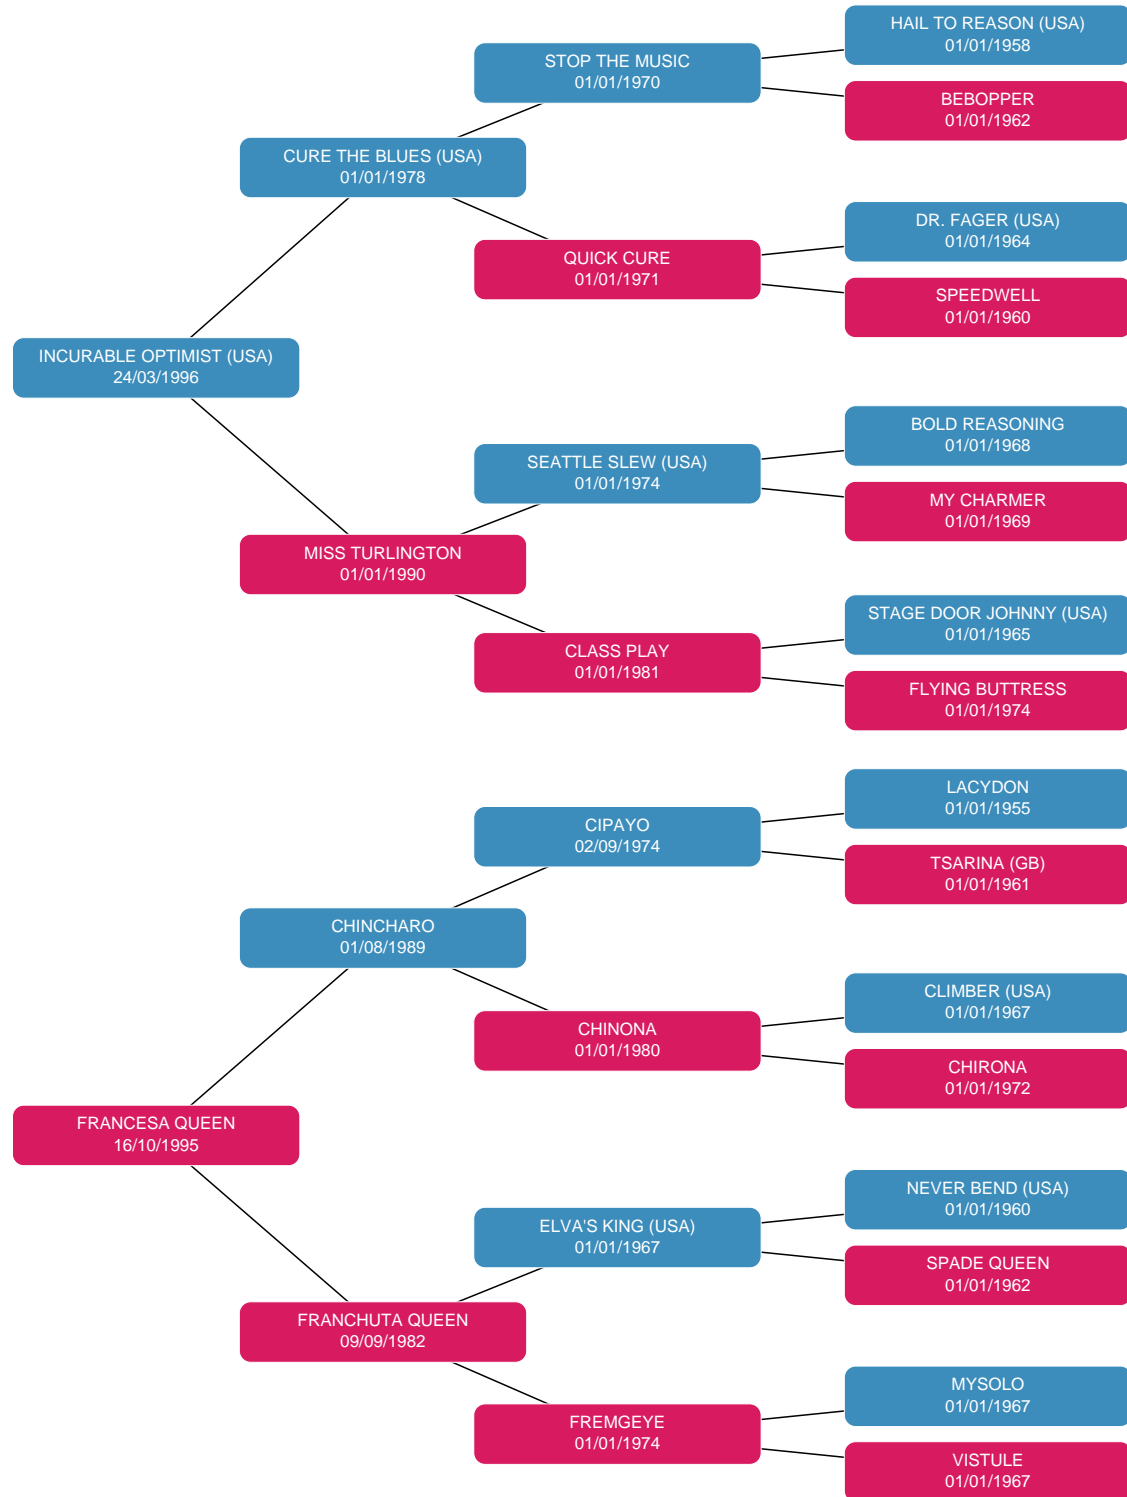 HAIL TO REASON (USA)
01/01/1958
STOP THE MUSIC
01/01/1970
BEBOPPER
01/01/1962
CURE THE BLUES (USA)
01/01/1978
DR. FAGER (USA)
01/01/1964
QUICK CURE
01/01/1971
SPEEDWELL
01/01/1960
INCURABLE OPTIMIST (USA)
24/03/1996
BOLD REASONING
01/01/1968
SEATTLE SLEW (USA)
01/01/1974
MY CHARMER
01/01/1969
MISS TURLINGTON
01/01/1990
STAGE DOOR JOHNNY (USA)
01/01/1965
CLASS PLAY
01/01/1981
FLYING BUTTRESS
01/01/1974
LACYDON
01/01/1955
CIPAYO
02/09/1974
TSARINA (GB)
01/01/1961
CHINCHARO
01/08/1989
CLIMBER (USA)
01/01/1967
CHINONA
01/01/1980
CHIRONA
01/01/1972
FRANCESA QUEEN
16/10/1995
NEVER BEND (USA)
01/01/1960
ELVA'S KING (USA)
01/01/1967
SPADE QUEEN
01/01/1962
FRANCHUTA QUEEN
09/09/1982
MYSOLO
01/01/1967
FREMGEYE
01/01/1974
VISTULE
01/01/1967